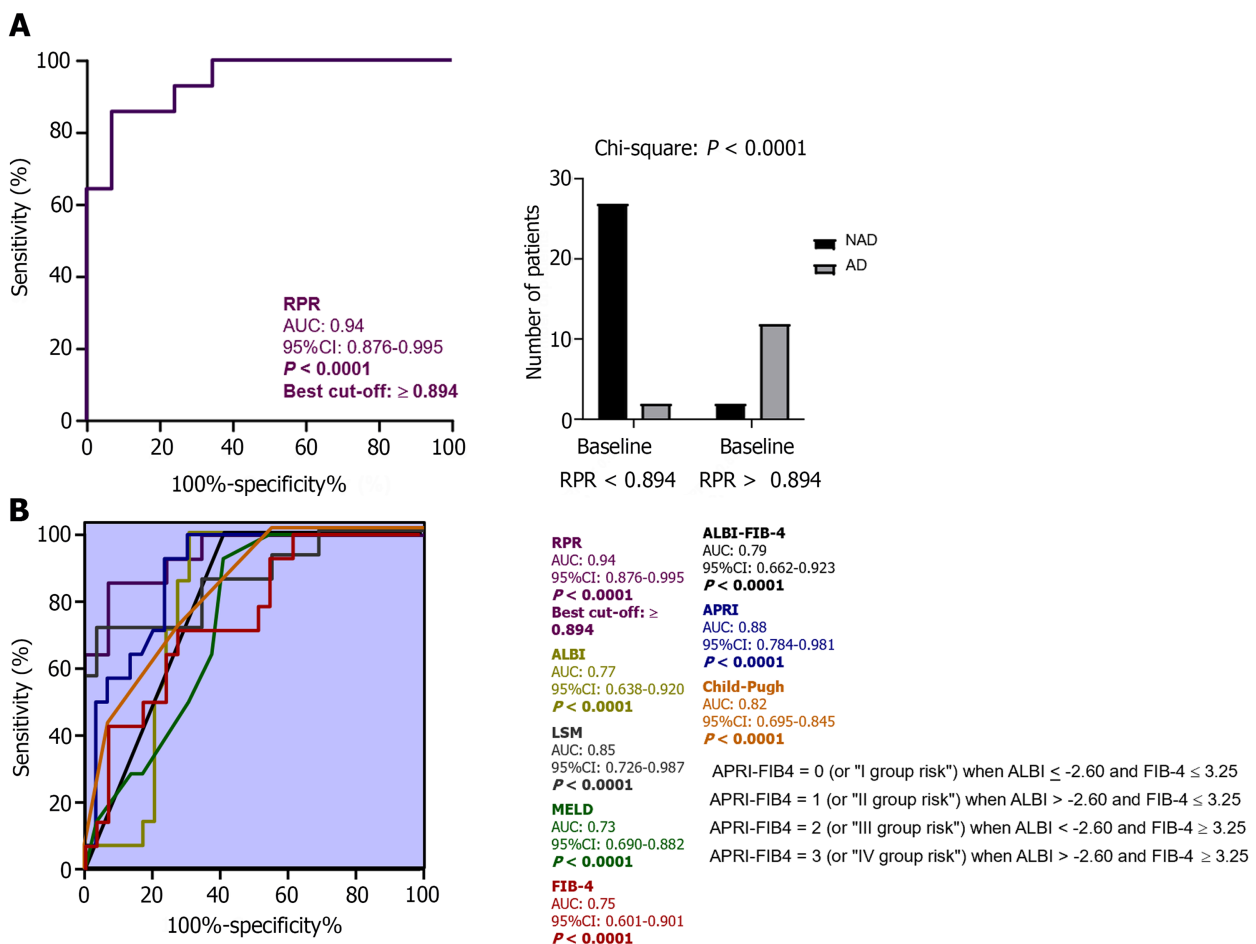 A
100
80
60
40
20
0
Sensitivity (%)
0 20 40 60 80 100
100%-specificity%
RPR
AUC: 0.94
95%CI: 0.876-0.995
P < 0.0001
Best cut-off: ≥ 0.894
Chi-square: P < 0.0001
30
20
10
0
Number of patients
NAD
AD
Baseline Baseline
RPR < 0.894 RPR > 0.894
B
100
80
60
40
20
0
Sensitivity (%)
0 20 40 60 80 100
100%-specificity%
RPR
AUC: 0.94
95%CI: 0.876-0.995
P < 0.0001
Best cut-off: ≥
0.894
ALBI
AUC: 0.77
95%CI: 0.638-0.920
P < 0.0001
LSM
AUC: 0.85
95%CI: 0.726-0.987
P < 0.0001
MELD
AUC: 0.73
95%CI: 0.690-0.882
P < 0.0001
FIB-4
AUC: 0.75
95%CI: 0.601-0.901
P < 0.0001
ALBI-FIB-4
AUC: 0.79
95%CI: 0.662-0.923
P < 0.0001
APRI
AUC: 0.88
95%CI: 0.784-0.981
P < 0.0001
Child-Pugh
AUC: 0.82
95%CI: 0.695-0.845
P < 0.0001
APRI-FIB4 = 0 (or "I group risk") when ALBI ≤ -2.60 and FIB-4 ≤ 3.25
APRI-FIB4 = 1 (or "II group risk") when ALBI > -2.60 and FIB-4 ≤ 3.25
APRI-FIB4 = 2 (or "III group risk") when ALBI < -2.60 and FIB-4 ≥ 3.25
APRI-FIB4 = 3 (or "IV group risk") when ALBI > -2.60 and FIB-4 ≥ 3.25